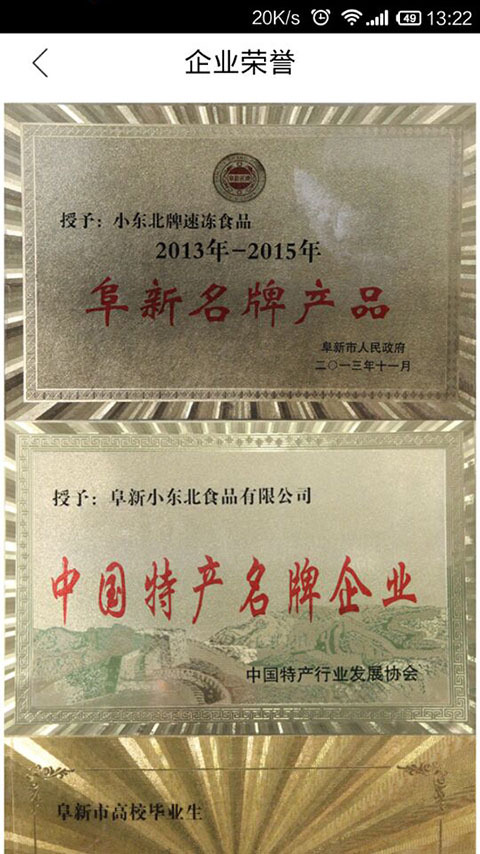 20K/s 49 13:22
企业荣誉
授予：小东北牌速冻食品
2013年-2015年
阜新名牌产品
阜新市人民政府
二〇一三年十一月
授予：阜新小东北食品有限公司
中国特产名牌企业
中国特产行业发展协会
阜新市高校毕业生